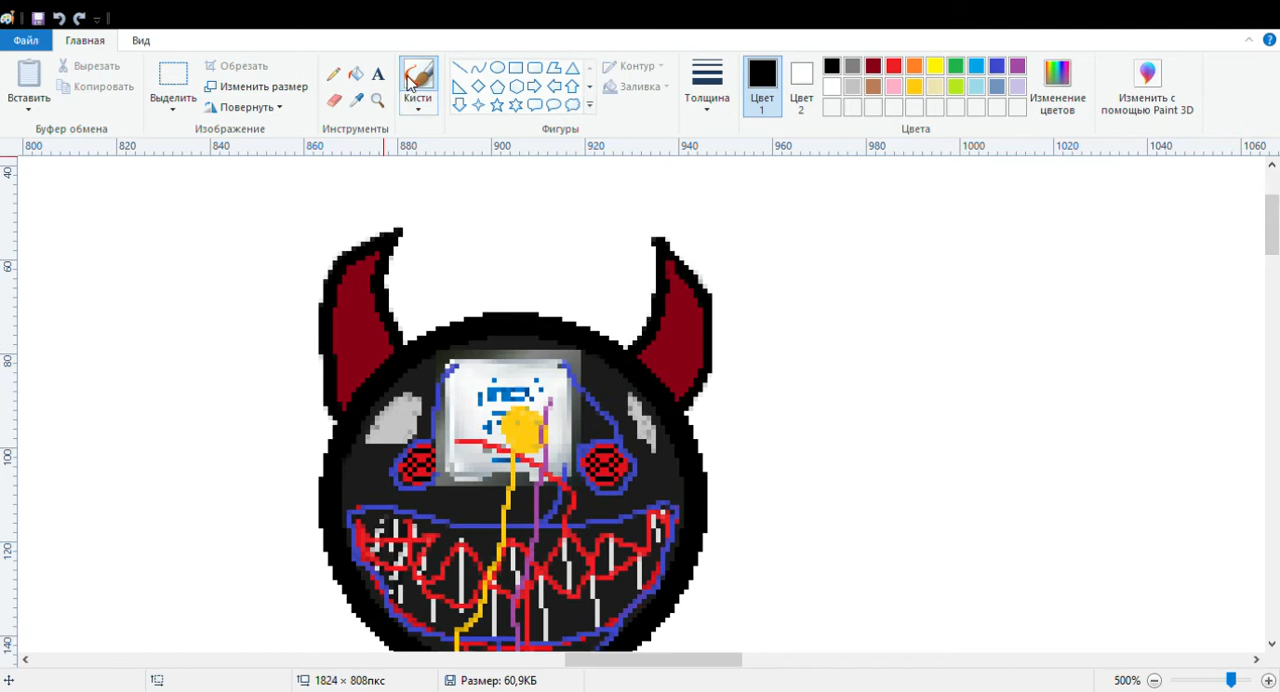 Файл Главная Вид
Вставить
Вырезать
Копировать
Буфер обмена
Выделить
Обрезать
Изменить размер
Повернуть
Изображение
Инструменты
Кисти
Контур
Заливка
Фигуры
Толщина
Цвет 1
Цвет 2
Изменение цветов
Цвета
Изменить с помощью Paint 3D
800 820 840 860 880 900 920 940 960 980 1000 1020 1040 1060
40
60
80
100
120
140
1824 × 808пкс
Размер: 60,9КБ
500%